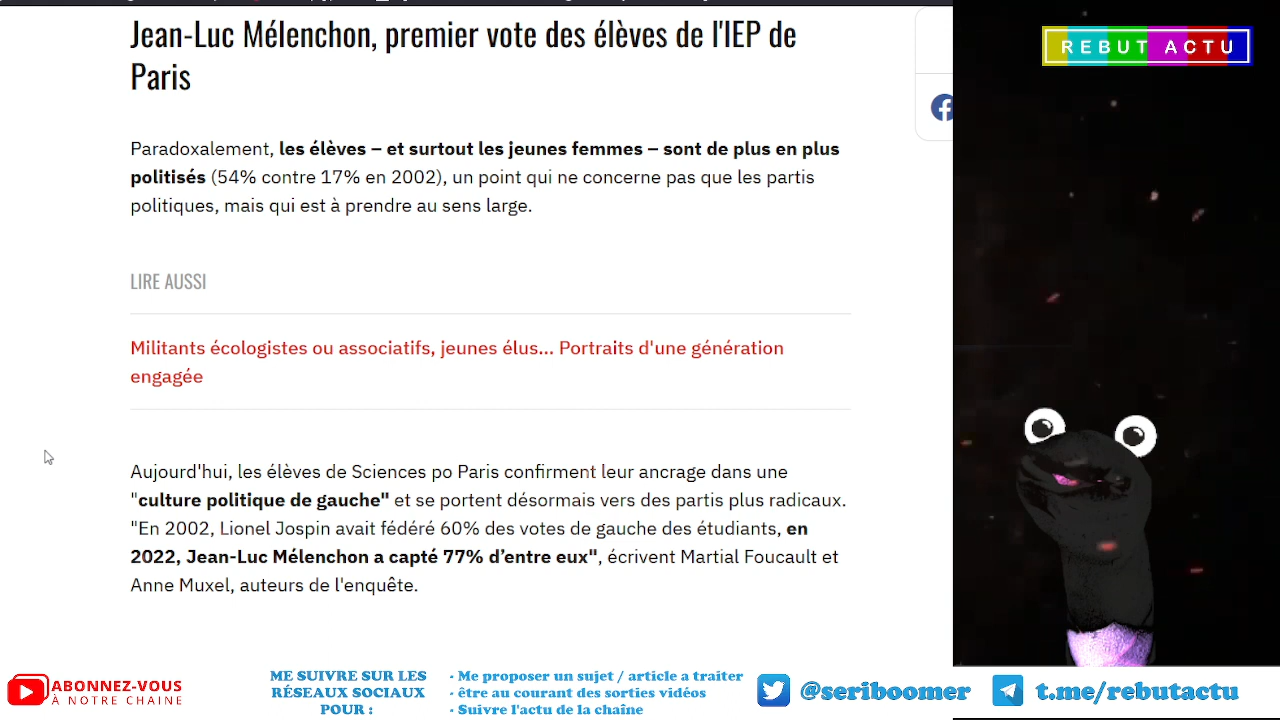 Jean-Luc Mélenchon, premier vote des élèves de l'IEP de
Paris
REBUT ACTU
Paradoxalement, les élèves – et surtout les jeunes femmes – sont de plus en plus
politisés (54% contre 17% en 2002), un point qui ne concerne pas que les partis
politiques, mais qui est à prendre au sens large.
LIRE AUSSI
Militants écologistes ou associatifs, jeunes élus... Portraits d'une génération
engagée
Aujourd'hui, les élèves de Sciences po Paris confirment leur ancrage dans une
"culture politique de gauche" et se portent désormais vers des partis plus radicaux.
"En 2002, Lionel Jospin avait fédéré 60% des votes de gauche des étudiants, en
2022, Jean-Luc Mélenchon a capté 77% d’entre eux", écrivent Martial Foucault et
Anne Muxel, auteurs de l'enquête.
ABONNEZ-VOUS
À NOTRE CHAINE
ME SUIVRE SUR LES
RÉSEAUX SOCIAUX
POUR :
- Me proposer un sujet / article a traiter
- être au courant des sorties vidéos
- Suivre l'actu de la chaîne
@seriboomer
t.me/rebutactu